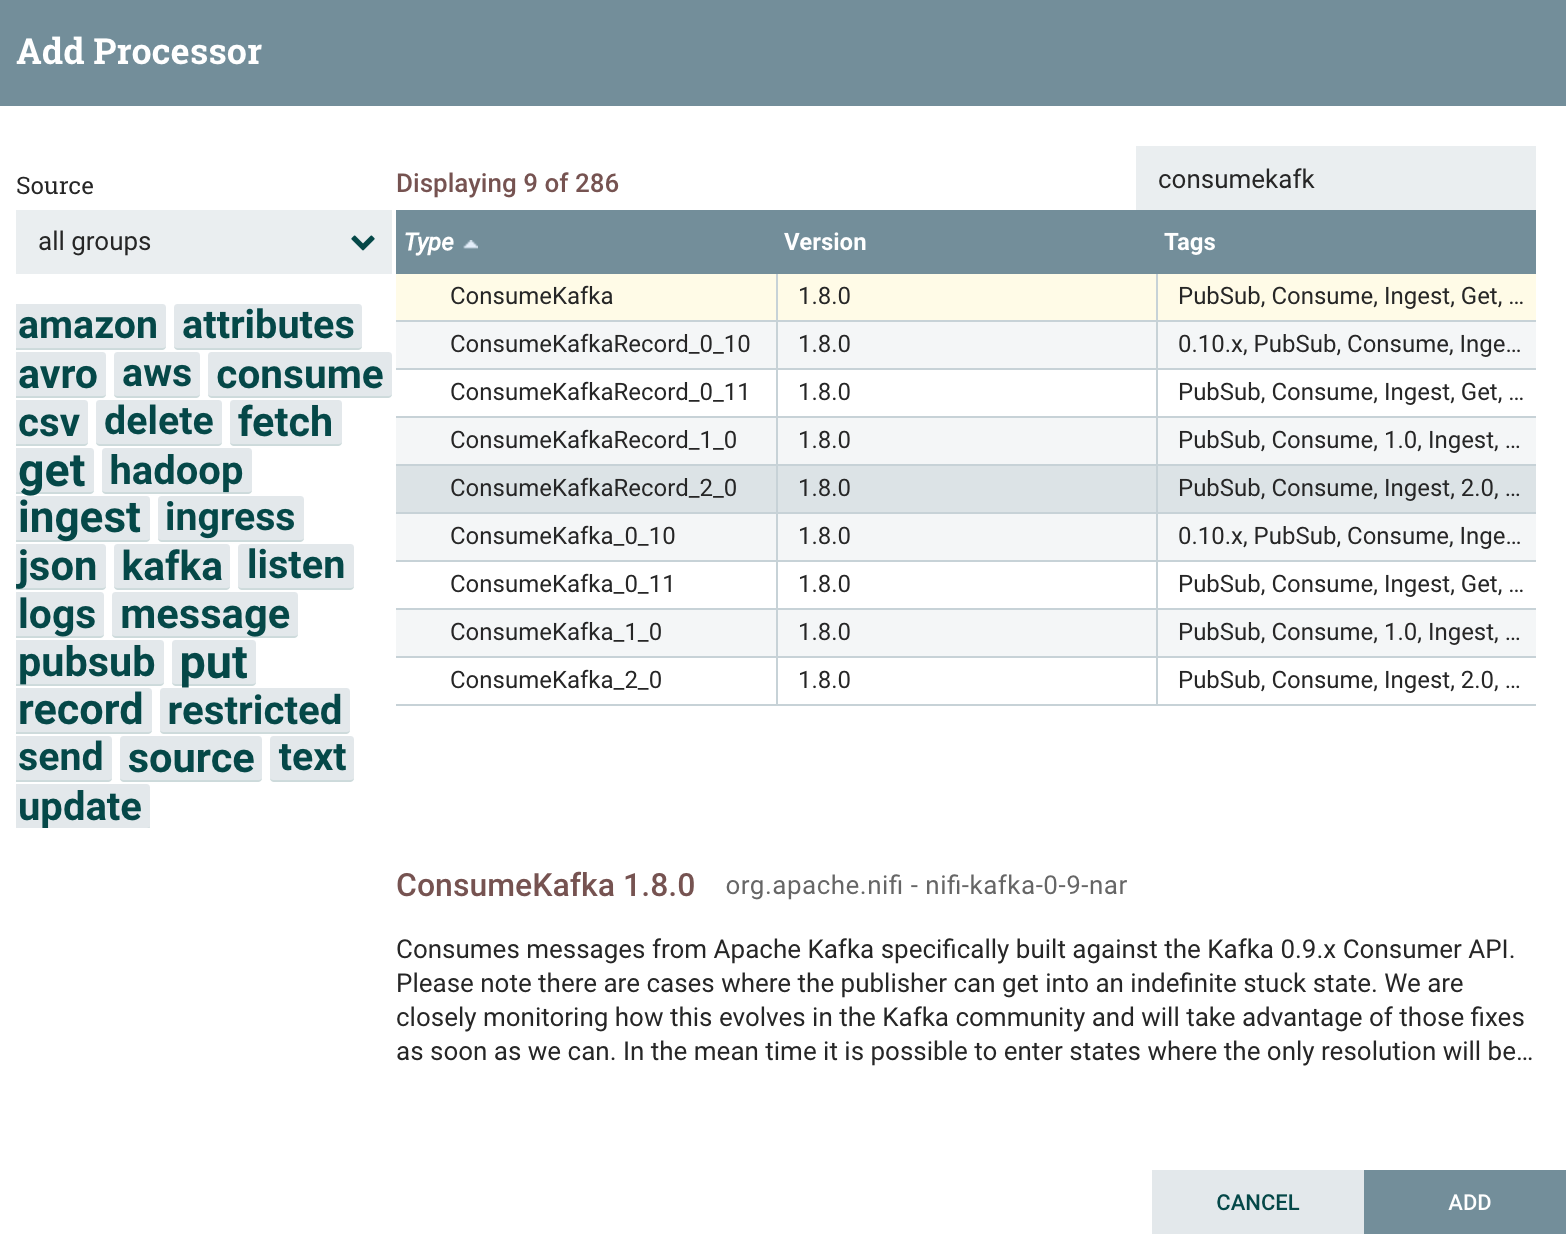 Add Processor
Source
all groups
amazon attributes
avro aws consume
csv delete fetch
get hadoop
ingest ingress
json kafka listen
logs message
pubsub put
record restricted
send source text
update
Displaying 9 of 286
consumekafk
Type Version Tags
ConsumeKafka 1.8.0 PubSub, Consume, Ingest, Get, ...
ConsumeKafkaRecord_0_10 1.8.0 0.10.x, PubSub, Consume, Inge...
ConsumeKafkaRecord_0_11 1.8.0 PubSub, Consume, Ingest, Get, ...
ConsumeKafkaRecord_1_0 1.8.0 PubSub, Consume, 1.0, Ingest, ...
ConsumeKafkaRecord_2_0 1.8.0 PubSub, Consume, Ingest, 2.0, ...
ConsumeKafka_0_10 1.8.0 0.10.x, PubSub, Consume, Inge...
ConsumeKafka_0_11 1.8.0 PubSub, Consume, Ingest, Get, ...
ConsumeKafka_1_0 1.8.0 PubSub, Consume, 1.0, Ingest, ...
ConsumeKafka_2_0 1.8.0 PubSub, Consume, Ingest, 2.0, ...
ConsumeKafka 1.8.0 org.apache.nifi - nifi-kafka-0-9-nar
Consumes messages from Apache Kafka specifically built against the Kafka 0.9.x Consumer API.
Please note there are cases where the publisher can get into an indefinite stuck state. We are
closely monitoring how this evolves in the Kafka community and will take advantage of those fixes
as soon as we can. In the mean time it is possible to enter states where the only resolution will be...
CANCEL ADD